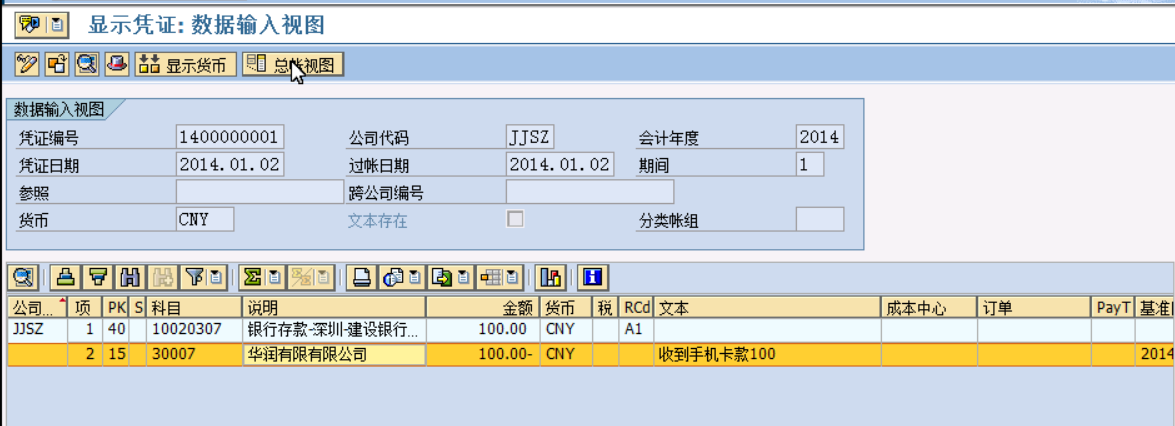 显示凭证: 数据输入视图
显示货币 总帐视图
数据输入视图
凭证编号 1400000001 公司代码 JJSZ 会计年度 2014
凭证日期 2014.01.02 过帐日期 2014.01.02 期间 1
参照 跨公司编号
货币 CNY 文本存在 分类帐组
公司... 项 PK S 科目 说明 金额 货币 税 RCd 文本 成本中心 订单 PayT 基准
JJSZ 1 40 10020307 银行存款-深圳-建设银行... 100.00 CNY A1
2 15 30007 华润有限有限公司 100.00- CNY 收到手机卡款100 2014